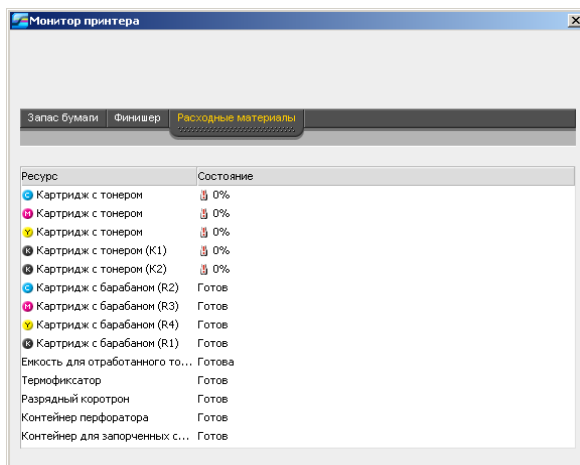 Монитор принтера
Запас бумаги Финишер Расходные материалы
Ресурс Состояние
C Картридж с тонером 0%
M Картридж с тонером 0%
Y Картридж с тонером 0%
K Картридж с тонером (K1) 0%
K Картридж с тонером (K2) 0%
C Картридж с барабаном (R2) Готов
M Картридж с барабаном (R3) Готов
Y Картридж с барабаном (R4) Готов
K Картридж с барабаном (R1) Готов
Емкость для отработанного то... Готова
Термофиксатор Готов
Разрядный коротрон Готов
Контейнер перфоратора Готов
Контейнер для запорченных с... Готов